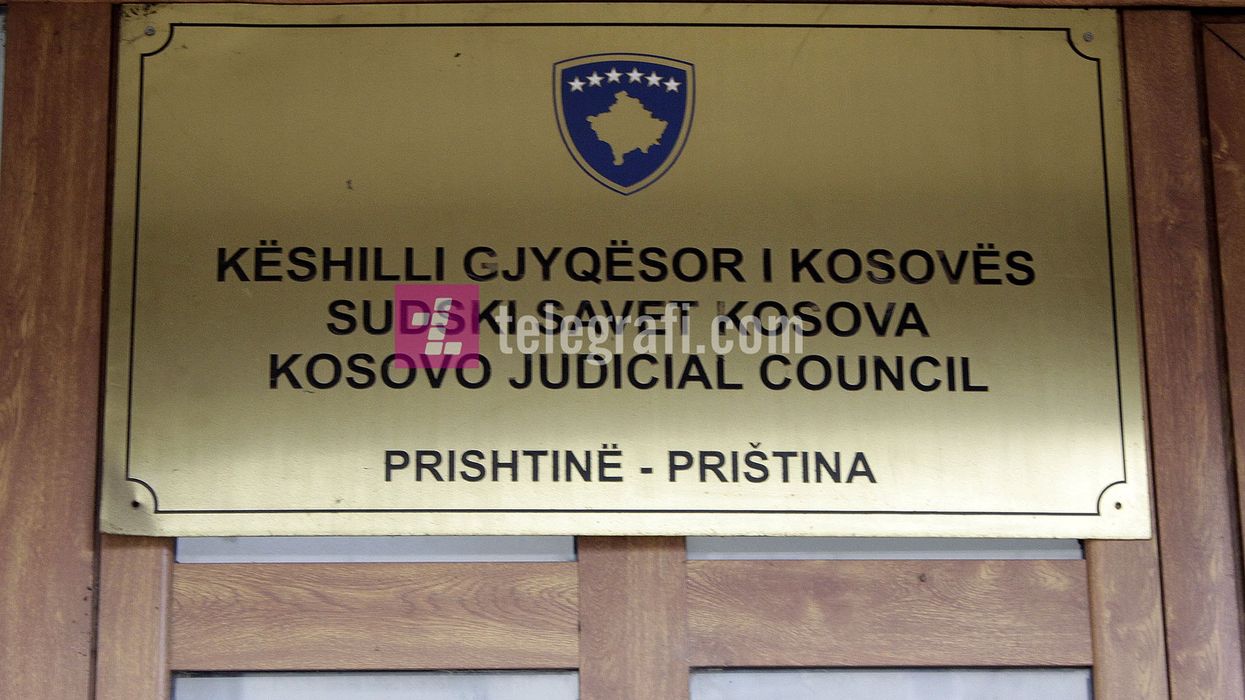 KËSHILLI GJYQËSOR I KOSOVËS
SUDSKI SAVET KOSOVA
telegrafi.com
KOSOVO JUDICIAL COUNCIL
PRISHTINË - PRIŠTINA